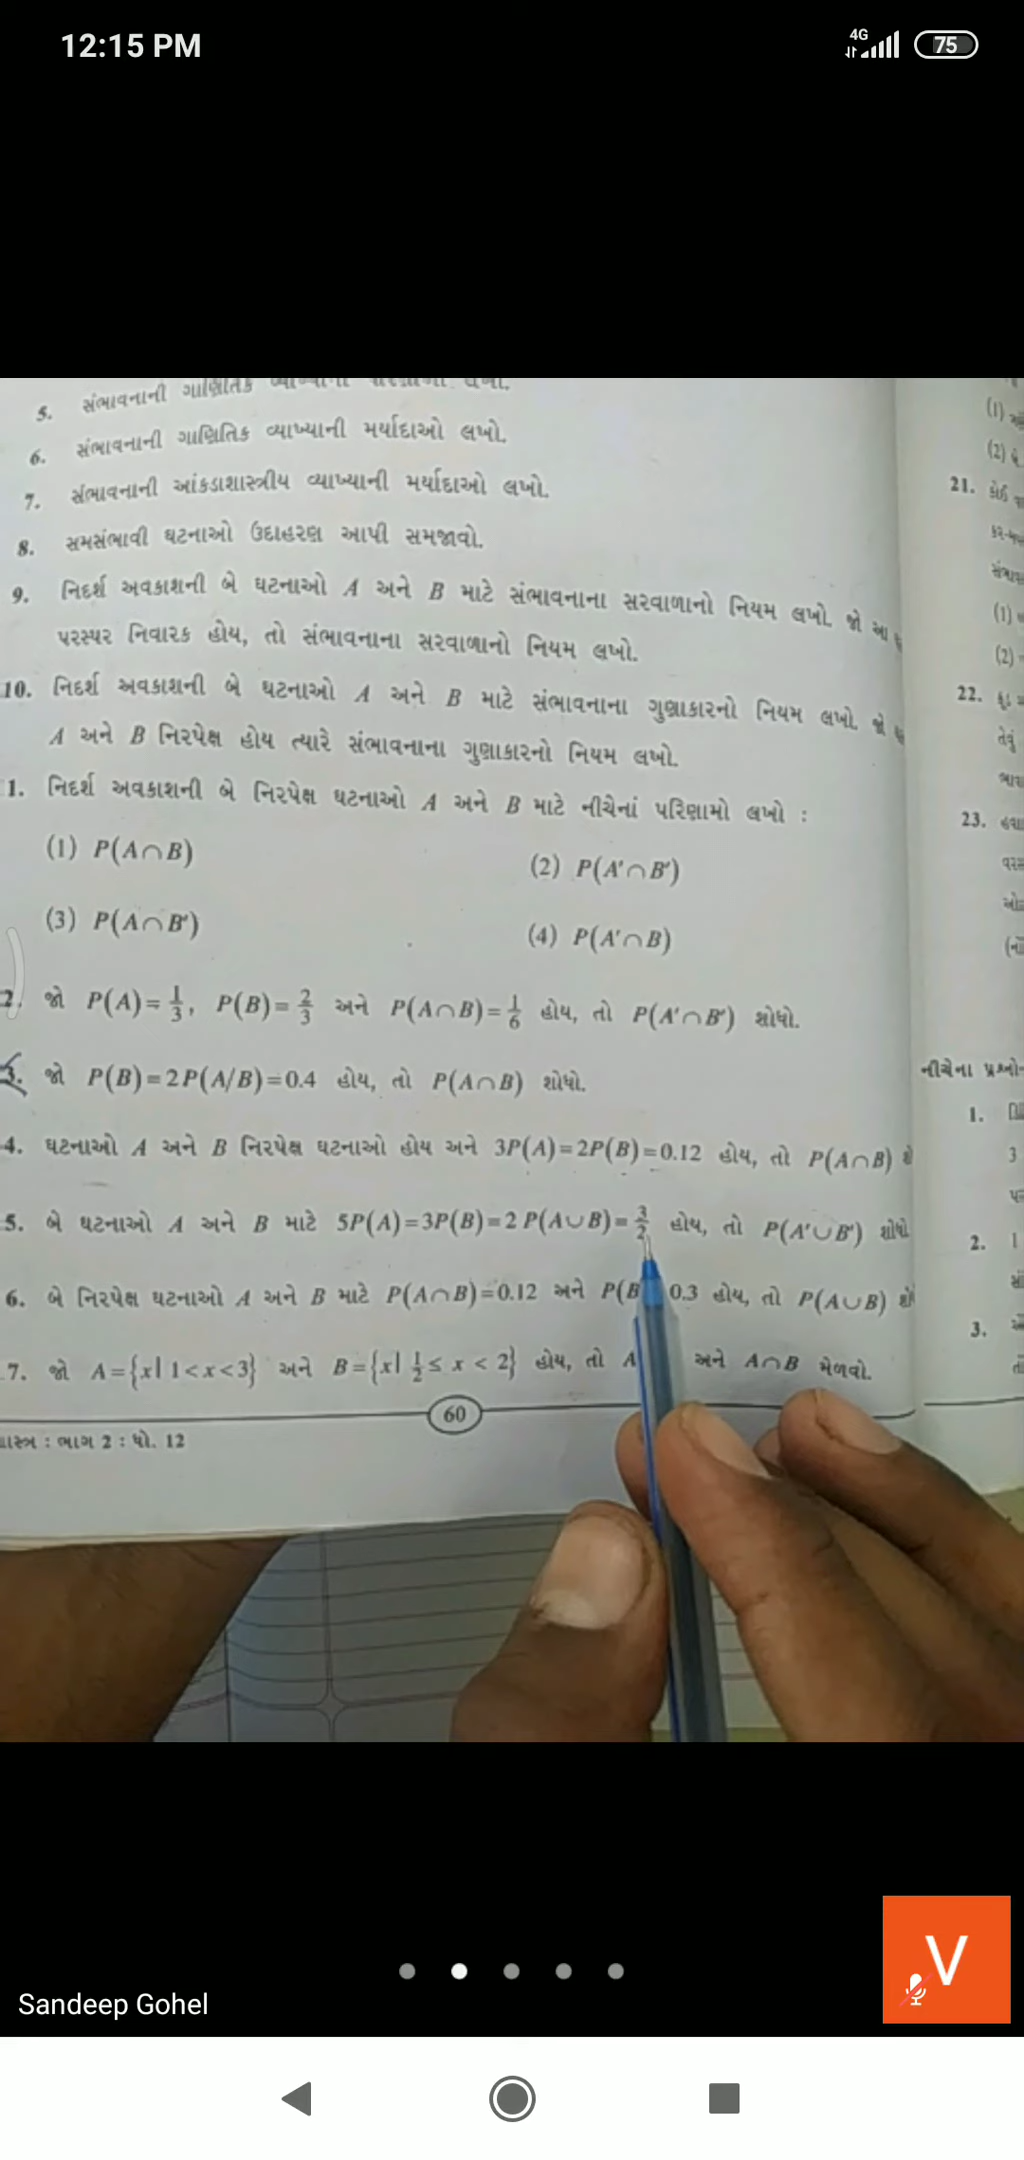 12:15 PM
4G
75
5. સંભાવનાની ગાણિતિક
6. સંભાવનાની ગાણિતિક વ્યાખ્યાની મર્યાદાઓ લખો.
7. સંભાવનાની આંકડાશાસ્ત્રીય વ્યાખ્યાની મર્યાદાઓ લખો.
8. સમસંભાવી ઘટનાઓ ઉદાહરણ આપી સમજાવો.
9. નિદર્શ અવકાશની બે ઘટનાઓ A અને B માટે સંભાવનાના સરવાળાનો નિયમ લખો. જો આ
પરસ્પર નિવારક હોય, તો સંભાવનાના સરવાળાનો નિયમ લખો.
10. નિદર્શ અવકાશની બે ઘટનાઓ A અને B માટે સંભાવનાના ગુણાકારનો નિયમ લખો. જો
A અને B નિરપેક્ષ હોય ત્યારે સંભાવનાના ગુણાકારનો નિયમ લખો.
1. નિદર્શ અવકાશની બે નિરપેક્ષ ઘટનાઓ A અને B માટે નીચેનાં પરિણામો લખો :
(1) P(A∩B) (2) P(A'∩B')
(3) P(A∩B') (4) P(A'∩B)
2. જો P(A)=1/3, P(B)=2/3 અને P(A∩B)=1/6 હોય, તો P(A'∩B') શોધો.
3. જો P(B)=2P(A/B)=0.4 હોય, તો P(A∩B) શોધો.
4. ઘટનાઓ A અને B નિરપેક્ષ ઘટનાઓ હોય અને 3P(A)=2P(B)=0.12 હોય, તો P(A∩B)
5. બે ઘટનાઓ A અને B માટે 5P(A)=3P(B)=2P(A∪B)=3/2 હોય, તો P(A'∪B') શોધો
6. બે નિરપેક્ષ ઘટનાઓ A અને B માટે P(A∩B)=0.12 અને P(B 0.3 હોય, તો P(A∪B)
7. જો A={x| 1<x<3} અને B={x| 1/2≤ x < 2} હોય, તો A અને A∩B મેળવો.
60
ભાગ 2 : ધો. 12
(1)
(2)
21. કોઈ
(1)
(2)
22.
23.
નીચેના
1.
3
2. 1
3.
Sandeep Gohel
V